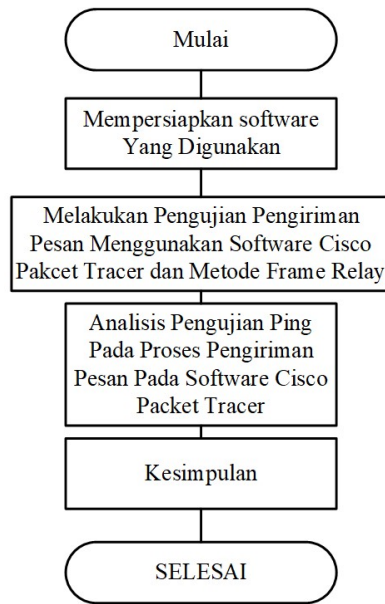 Mulai
Mempersiapkan software
Yang Digunakan
Melakukan Pengujian Pengiriman
Pesan Menggunakan Software Cisco
Pakcet Tracer dan Metode Frame Relay
Analisis Pengujian Ping
Pada Proses Pengiriman
Pesan Pada Software Cisco
Packet Tracer
Kesimpulan
SELESAI